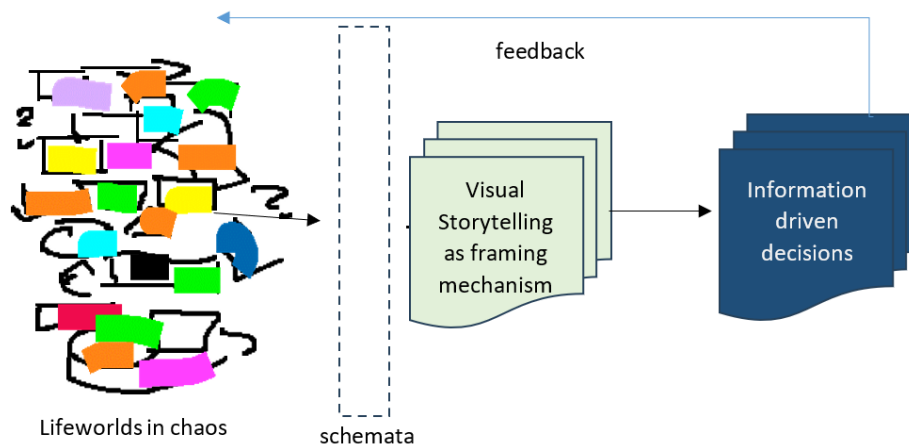 feedback
Visual
Storytelling
as framing
mechanism
Information
driven
decisions
Lifeworlds in chaos
schemata